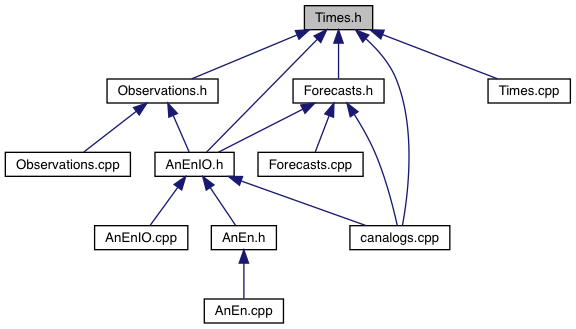 Times.h
Observations.h
Forecasts.h
Times.cpp
Observations.cpp
AnEnIO.h
Forecasts.cpp
AnEnIO.cpp
AnEn.h
canalogs.cpp
AnEn.cpp